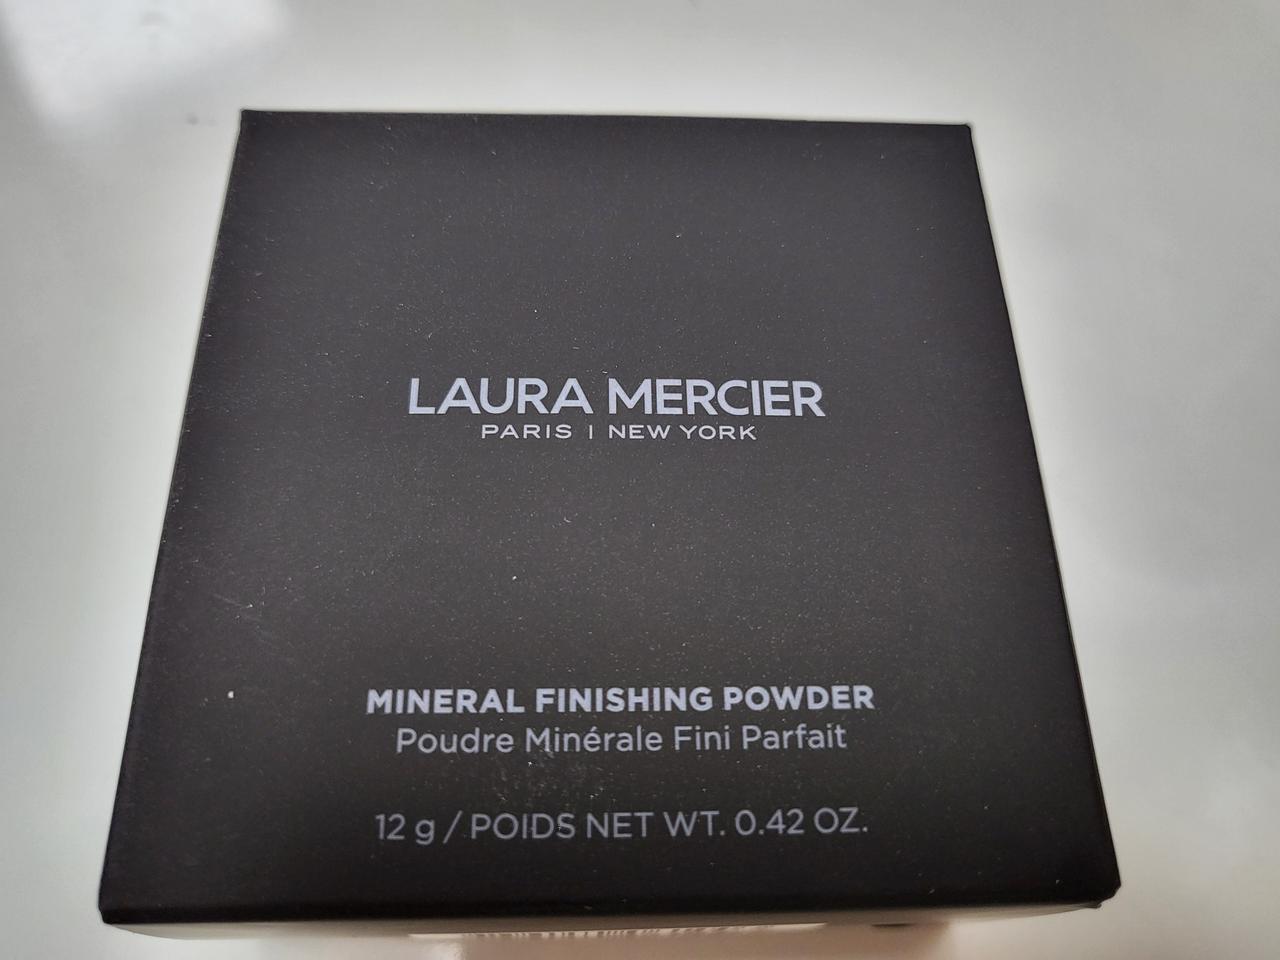 LAURA MERCIER
PARIS | NEW YORK
MINERAL FINISHING POWDER
Poudre Minérale Fini Parfait
12 g / POIDS NET WT. 0.42 OZ.